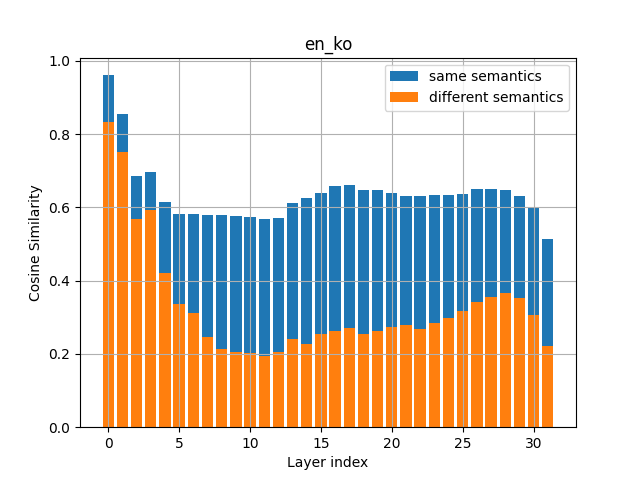 en_ko
same semantics
different semantics
Cosine Similarity
1.0
0.8
0.6
0.4
0.2
0.0
0 5 10 15 20 25 30
Layer index